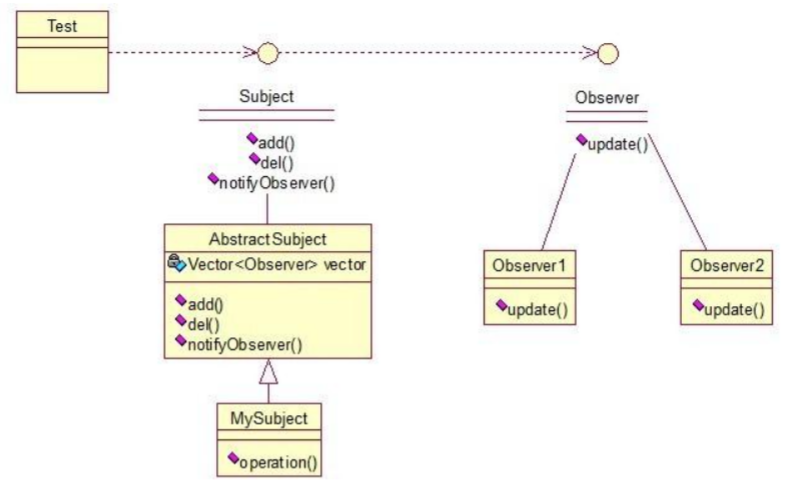 Test
Subject
add()
del()
notifyObserver()
Observer
update()
AbstractSubject
Vector<Observer> vector
add()
del()
notifyObserver()
Observer1
update()
Observer2
update()
MySubject
operation()